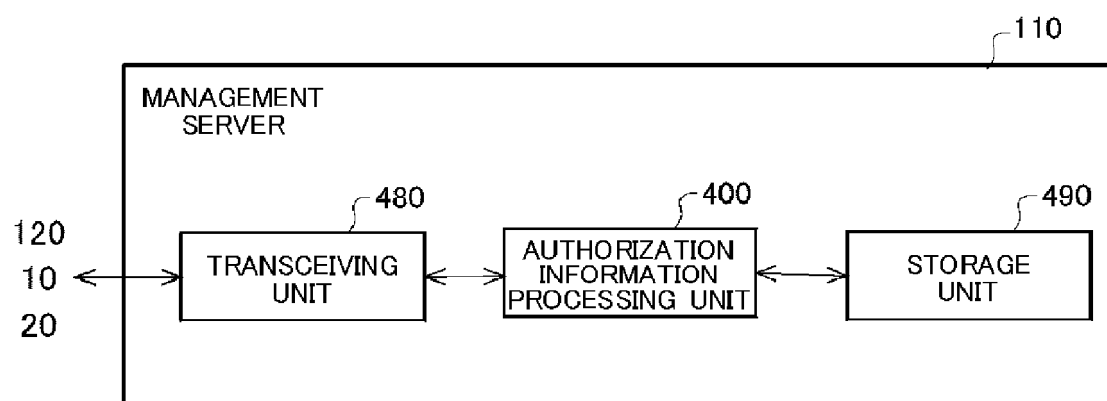 110
MANAGEMENT
SERVER
480
400
490
120
10
20
TRANSCEIVING
UNIT
AUTHORIZATION
INFORMATION
PROCESSING UNIT
STORAGE
UNIT